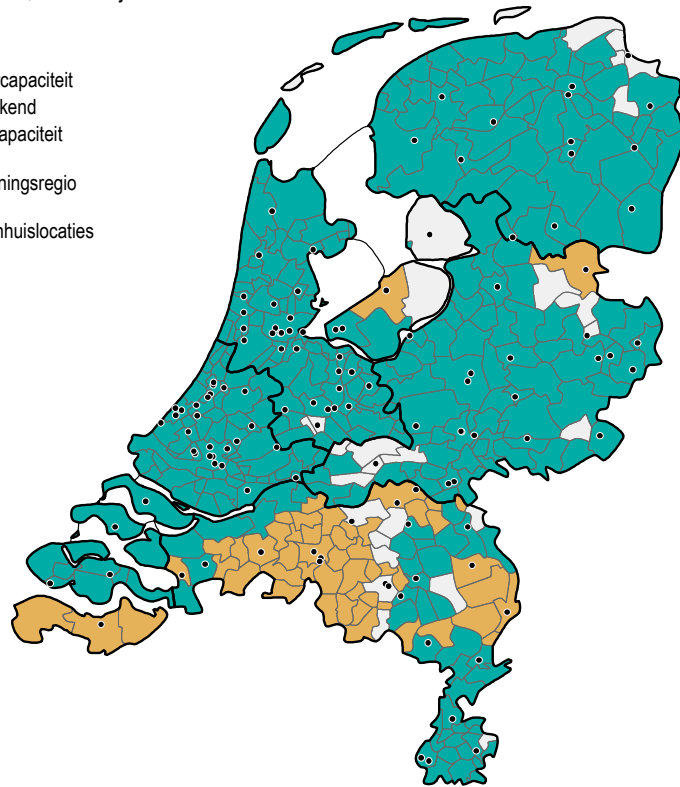 capaciteit
kend
apaciteit
ningsregio
nhuislocaties